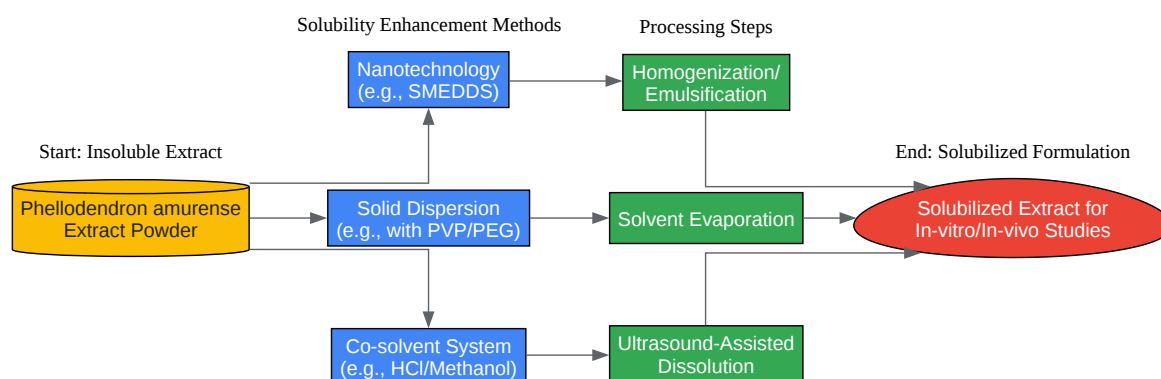 Solubility Enhancement Methods
Processing Steps
Nanotechnology
(e.g., SMEDDS)
Homogenization/
Emulsification
Start: Insoluble Extract
End: Solubilized Formulation
Phellodendron amurense
Extract Powder
Solid Dispersion
(e.g., with PVP/PEG)
Solvent Evaporation
Solubilized Extract for
In-vitro/In-vivo Studies
Co-solvent System
(e.g., HCl/Methanol)
Ultrasound-Assisted
Dissolution